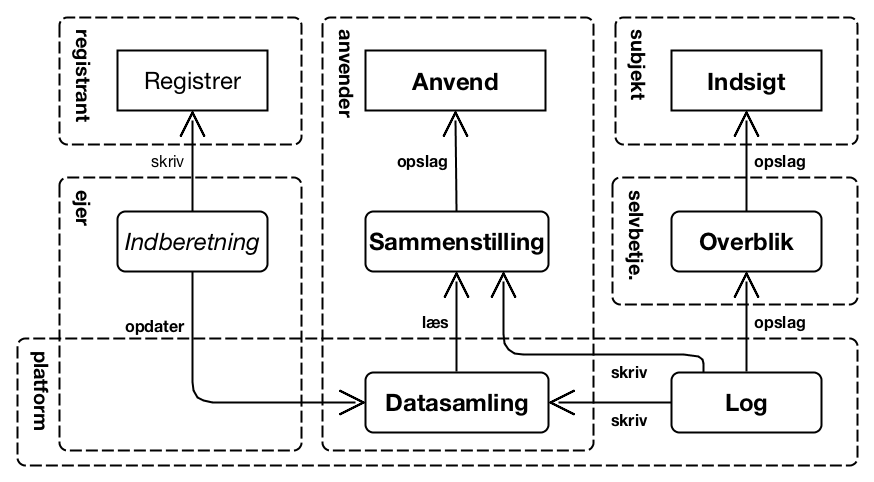 registrant
Registrer
anvender
Anvend
subjekt
Indsigt
skriv
opslag
opslag
ejer
Indberetning
Sammenstilling
selvbetje.
Overblik
opdater
læs
opslag
platform
skriv
Datasamling
Log
skriv